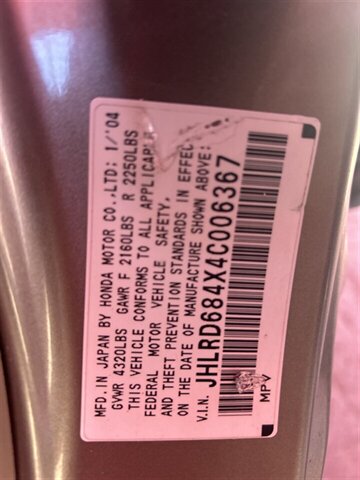 MFD. IN JAPAN BY HONDA MOTOR CO.,LTD: 1/'04
GVWR 4320LBS GAWR F 2160LBS R 2250LBS
THIS VEHICLE CONFORMS TO ALL APPLICABLE
FEDERAL MOTOR VEHICLE SAFETY,
AND THEFT PREVENTION STANDARDS IN EFFECT
ON THE DATE OF MANUFACTURE SHOWN ABOVE:
V.I.N. JHLRD684X4C006367
MPV